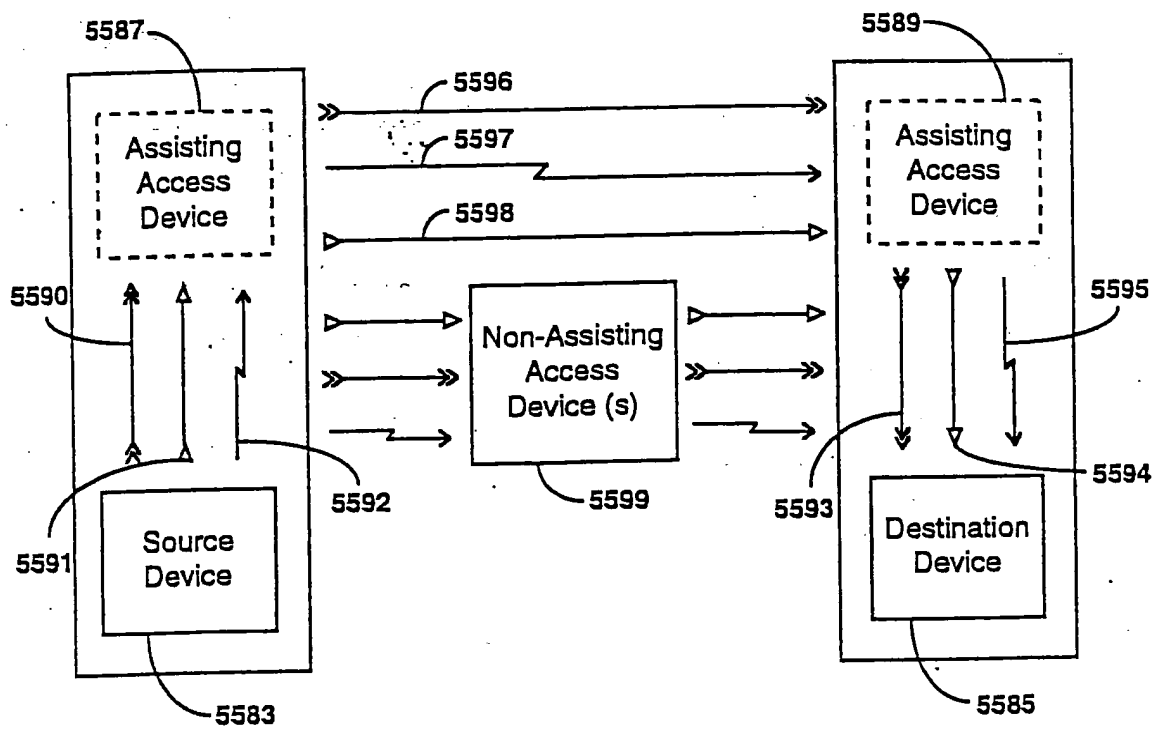 5587
5589
5596
Assisting
Access
Device
5597
Assisting
Access
Device
5598
5590
5595
Non-Assisting
Access
Device (s)
5592
5599
5593
5594
5591
Source
Device
Destination
Device
5583
5585